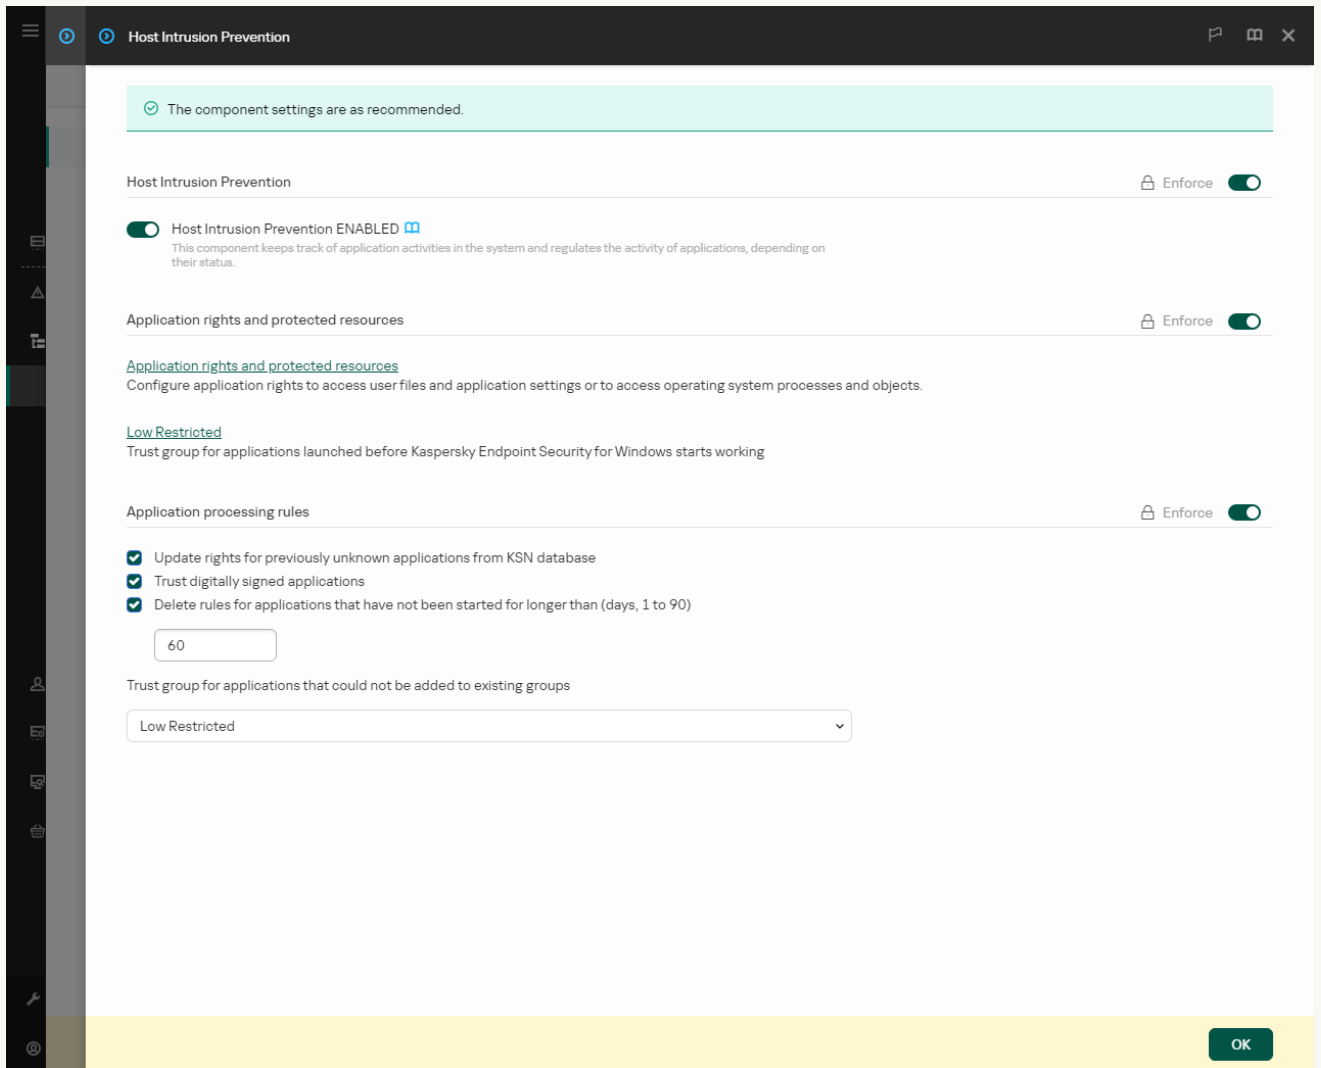 Host Intrusion Prevention
The component settings are as recommended.
Host Intrusion Prevention
Enforce
Host Intrusion Prevention ENABLED
This component keeps track of application activities in the system and regulates the activity of applications, depending on
their status.
Application rights and protected resources
Enforce
Application rights and protected resources
Configure application rights to access user files and application settings or to access operating system processes and objects.
Low Restricted
Trust group for applications launched before Kaspersky Endpoint Security for Windows starts working
Application processing rules
Enforce
Update rights for previously unknown applications from KSN database
Trust digitally signed applications
Delete rules for applications that have not been started for longer than (days, 1 to 90)
60
Trust group for applications that could not be added to existing groups
Low Restricted
OK